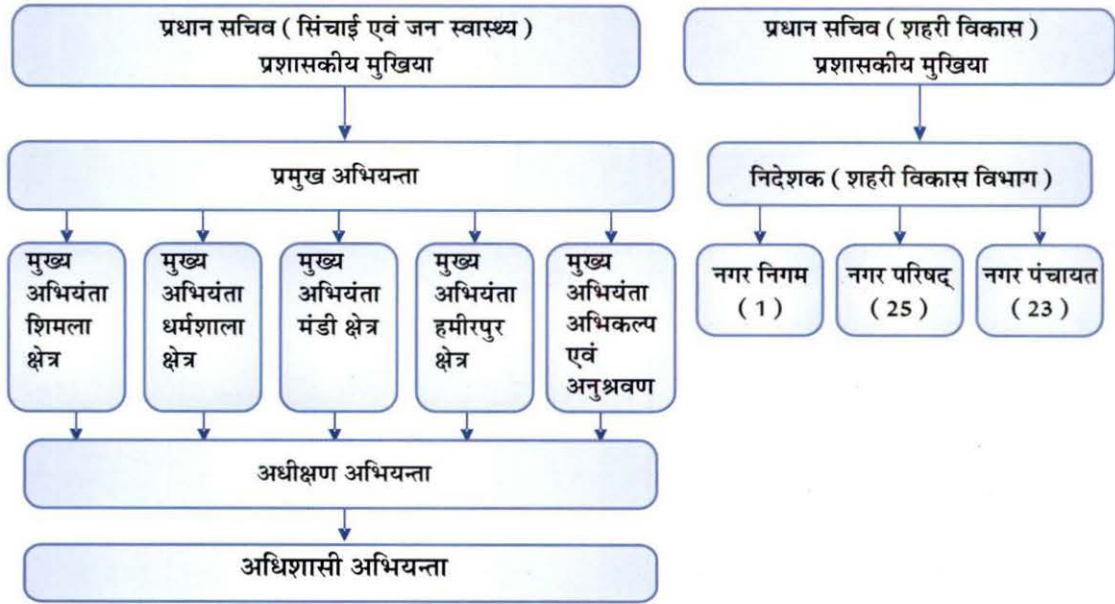 प्रधान सचिव ( सिंचाई एवं जन स्वास्थ्य )
प्रशासकीय मुखिया
प्रमुख अभियन्ता
मुख्य
अभियंता
शिमला
क्षेत्र
मुख्य
अभियंता
धर्मशाला
क्षेत्र
मुख्य
अभियंता
मंडी क्षेत्र
मुख्य
अभियंता
हमीरपुर
क्षेत्र
मुख्य
अभियंता
अभिकल्प
एवं
अनुश्रवण
अधीक्षण अभियन्ता
अधिशासी अभियन्ता
प्रधान सचिव ( शहरी विकास )
प्रशासकीय मुखिया
निदेशक ( शहरी विकास विभाग )
नगर निगम
( 1 )
नगर परिषद्
( 25 )
नगर पंचायत
( 23 )